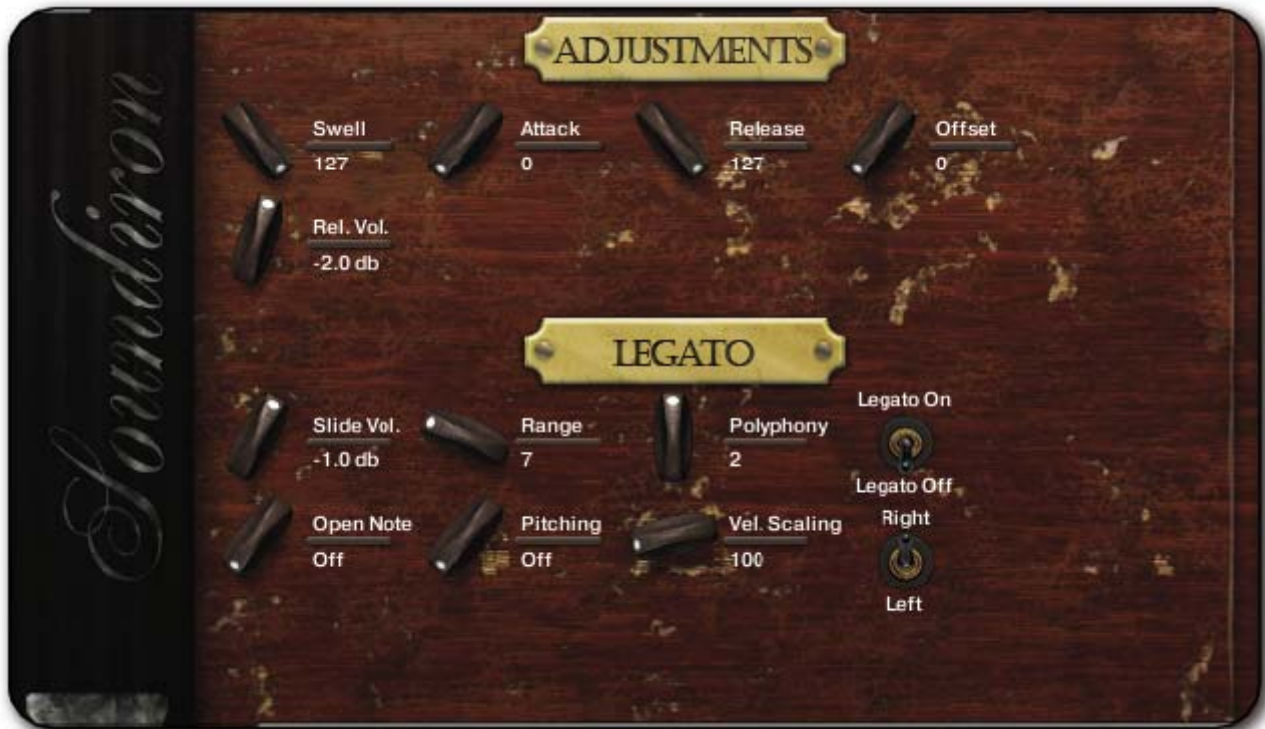 Soundiron
ADJUSTMENTS
Swell
127
Attack
0
Release
127
Offset
0
Rel. Vol.
-2.0 db
LEGATO
Slide Vol.
-1.0 db
Range
7
Polyphony
2
Legato On
Legato Off
Open Note
Off
Pitching
Off
Vel. Scaling
100
Right
Left